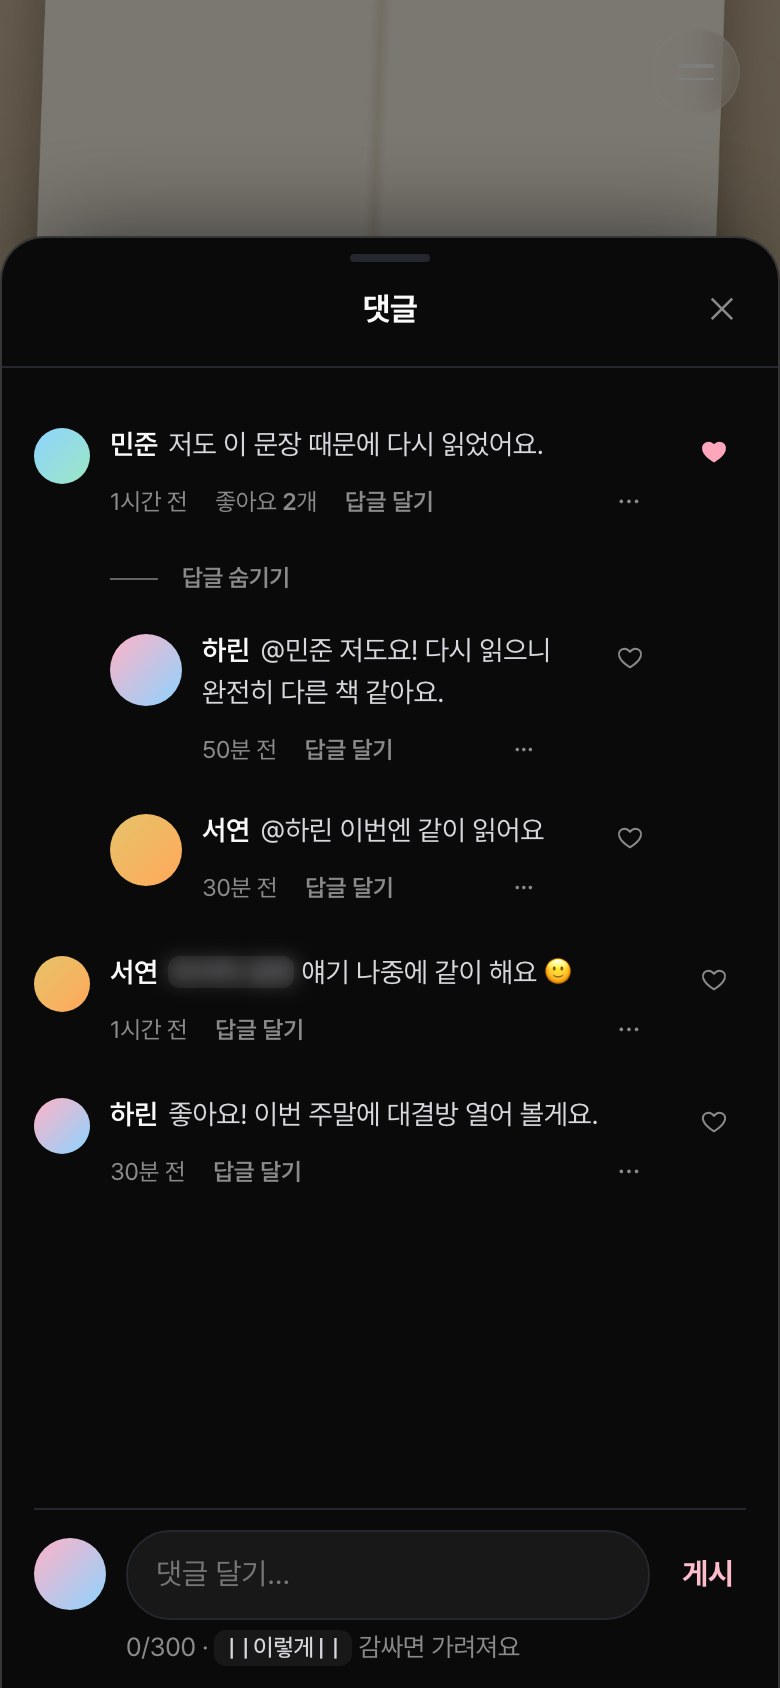 댓글
민준 저도 이 문장 때문에 다시 읽었어요.
1시간 전 좋아요 2개 답글 달기
답글 숨기기
하린 @민준 저도요! 다시 읽으니
완전히 다른 책 같아요.
50분 전 답글 달기
서연 @하린 이번엔 같이 읽어요
30분 전 답글 달기
서연 얘기 나중에 같이 해요 🙂
1시간 전 답글 달기
하린 좋아요! 이번 주말에 대결방 열어 볼게요.
30분 전 답글 달기
댓글 달기... 게시
0/300 · ||이렇게|| 감싸면 가려져요